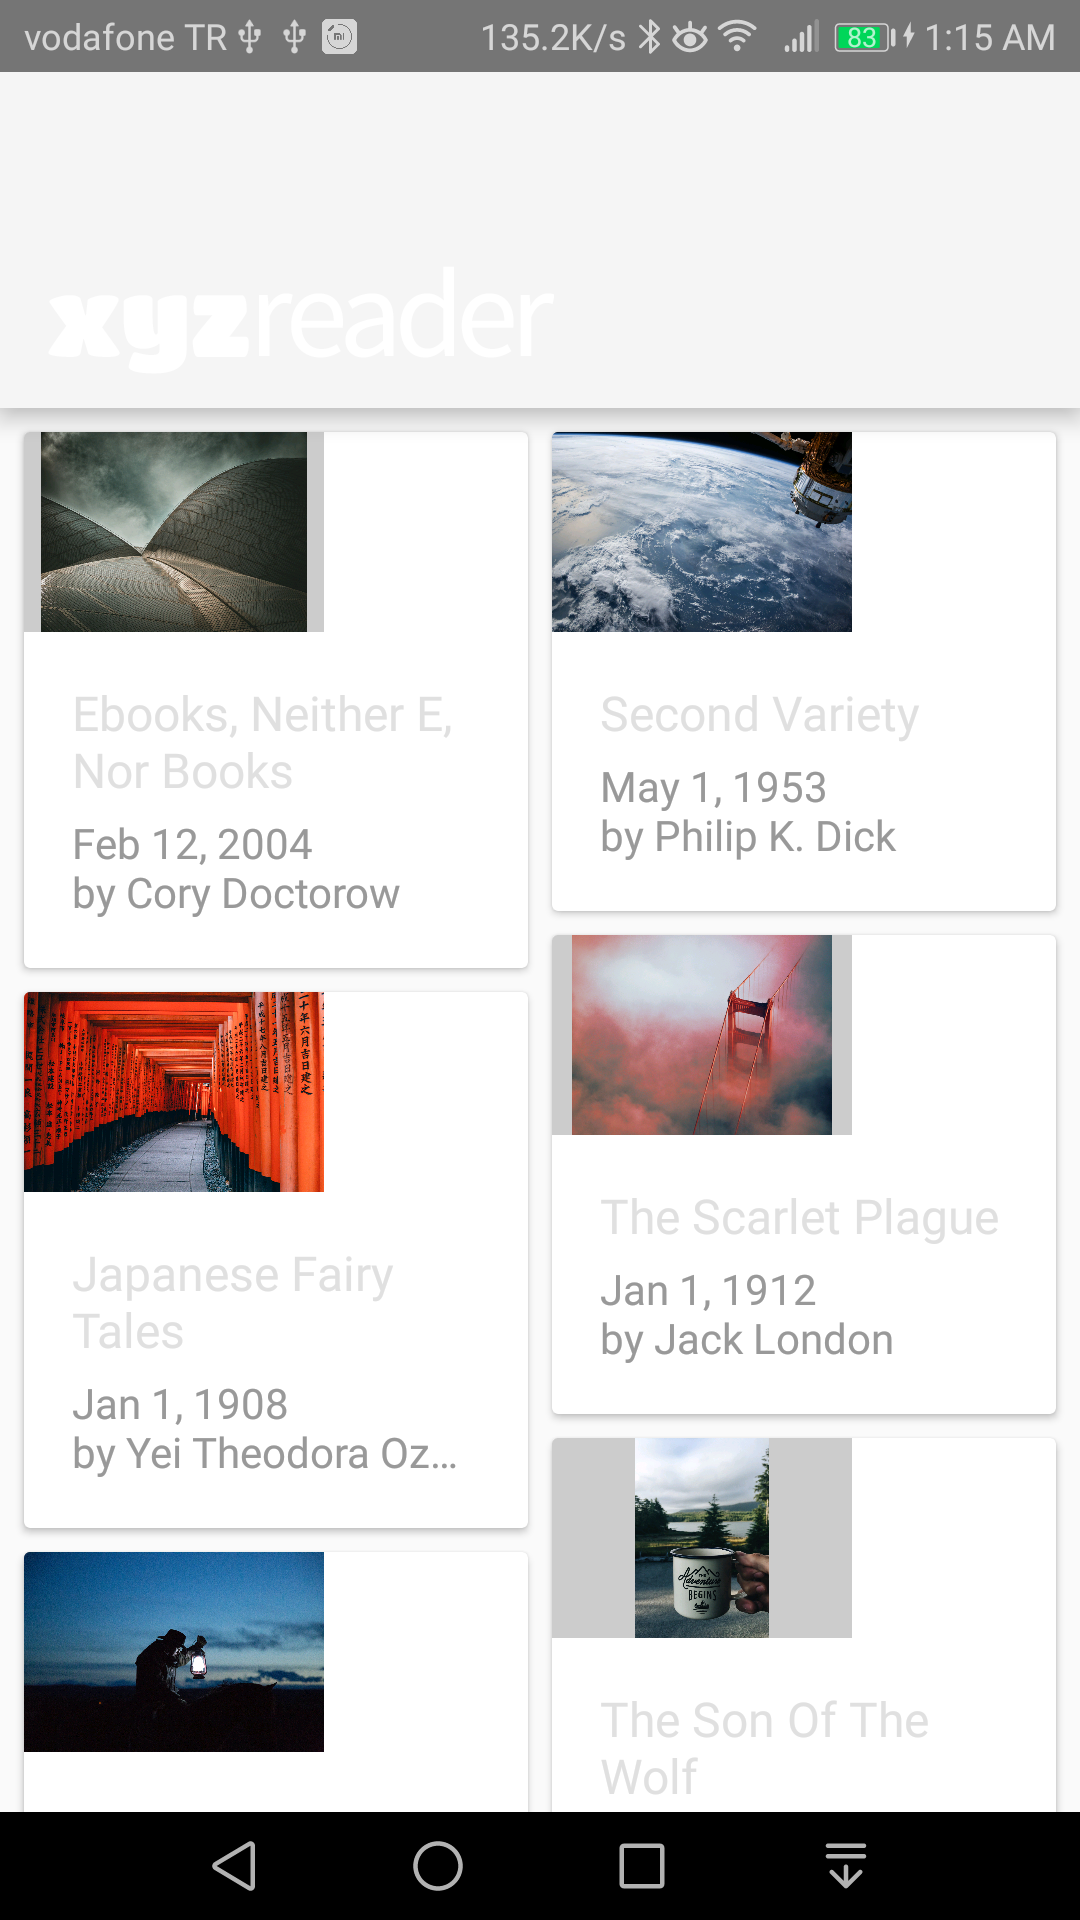 vodafone TR
135.2K/s
83
1:15 AM
xyzreader
Ebooks, Neither E,
Nor Books
Feb 12, 2004
by Cory Doctorow
Second Variety
May 1, 1953
by Philip K. Dick
Japanese Fairy
Tales
Jan 1, 1908
by Yei Theodora Oz...
The Scarlet Plague
Jan 1, 1912
by Jack London
THE
Adventure
BEGINS
The Son Of The
Wolf